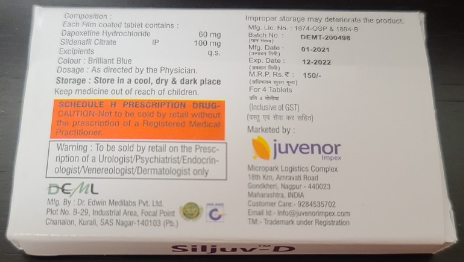 Composition :
Each Film coated tablet contains :
Dapoxetine Hydrochloride 60 mg
Sildenafil Citrate IP 100 mg
Excipients q.s.
Colour : Brilliant Blue
Dosage : As directed by the Physician.
Storage : Store in a cool, dry & dark place
Keep medicine out of reach of children.
SCHEDULE H PRESCRIPTION DRUG-
CAUTION-Not to be sold by retail without
the prescription of a Registered Medical
Practitioner.
Warning : To be sold by retail on the Presc-
ription of a Urologist/Psychiatrist/Endocrin-
ologist/Venereologist/Dermatologist only
DEML
Mfg. By : Dr. Edwin Medilabs Pvt. Ltd.
Plot No. B-29, Industrial Area, Focal Point
Chanalon, Kurali, SAS Nagar-140103 (Pb.)
Improper storage may deteriorate the product.
Mfg. Lic. No. : 1674-OSP &
Batch No. : DEMT-200498
Mfg. Date : 01-2021
Exp. Date : 12-2022
M.R.P. Rs.₹ : 150/-
For 4 Tablets
(Inclusive of GST)
Marketed by :
juvenor
Impex
Micropark Logistics Complex
18th Km, Amravati Road
Gondkheri, Nagpur - 440023
Maharashtra, INDIA
Customer Care:- 9284535702
Email Id:- info@juvenorimpex.com
TM - Trademark under Registration
Siljuv™-D